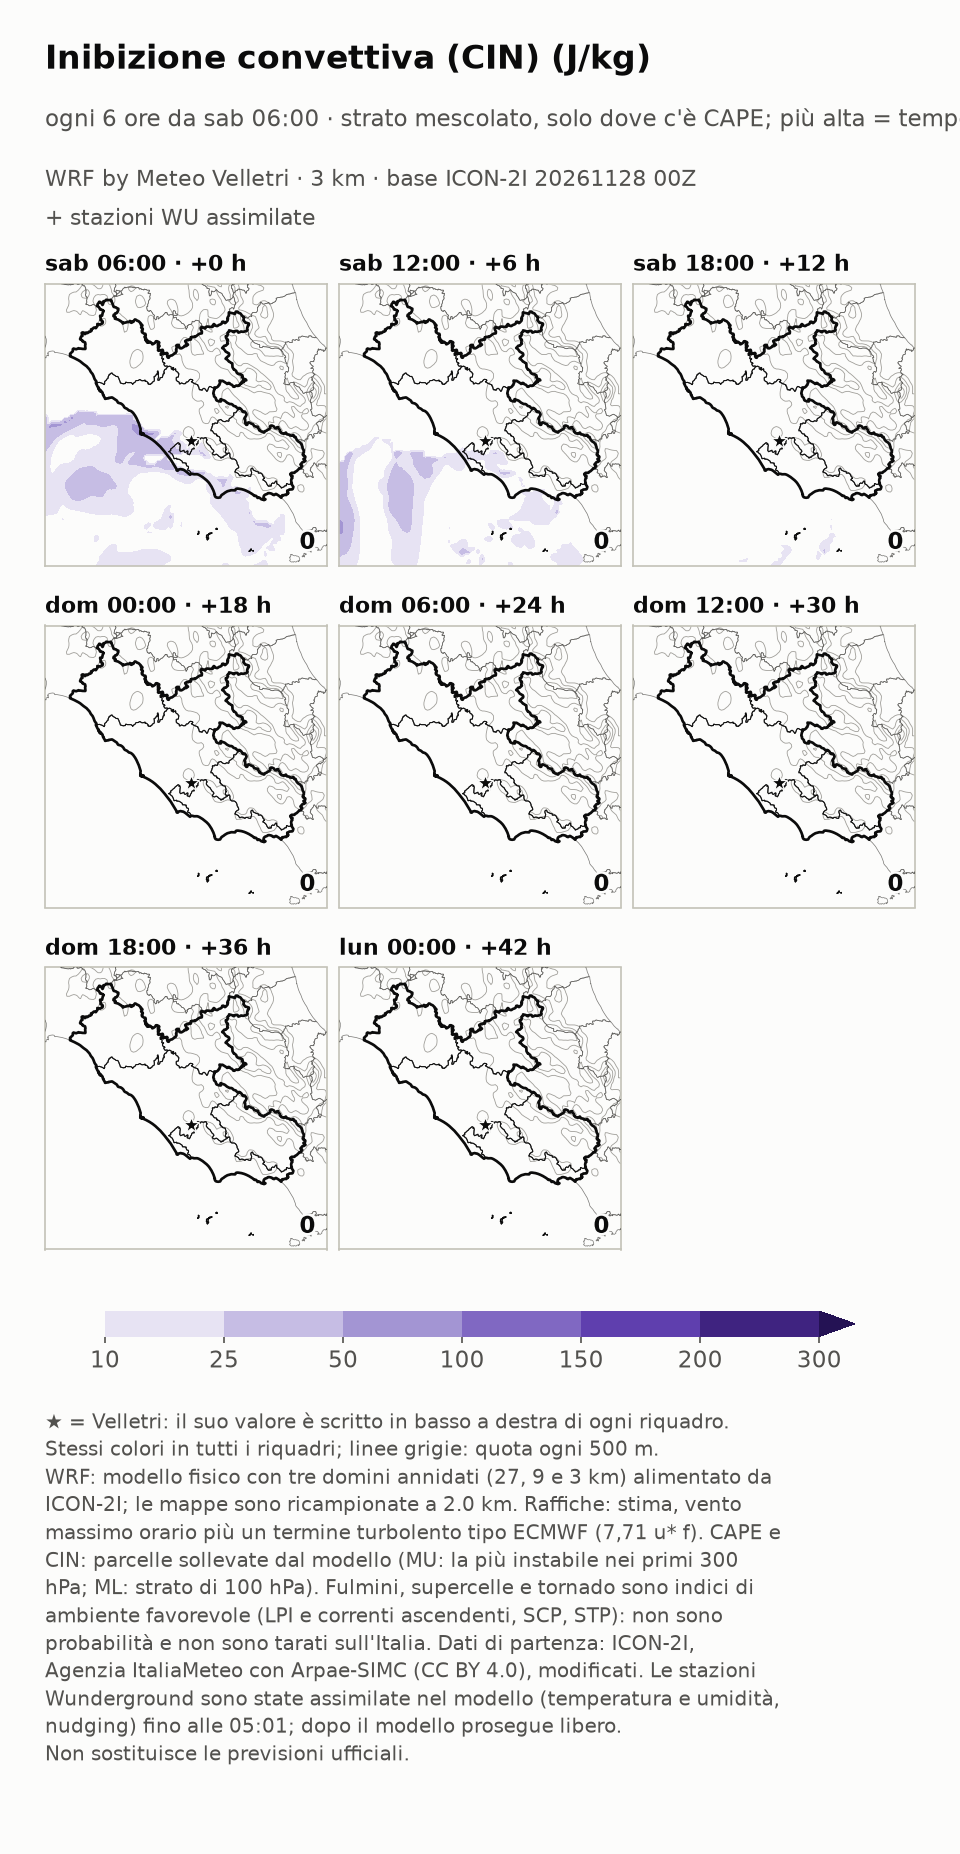 Inibizione convettiva (CIN) (J/kg)
ogni 6 ore da sab 06:00 · strato mescolato, solo dove c'è CAPE; più alta =
WRF by Meteo Velletri · 3 km · base ICON-2I 20261128 00Z
+ stazioni WU assimilate
sab 06:00 · +0 h
sab 12:00 · +6 h
sab 18:00 · +12 h
0
0
0
dom 00:00 · +18 h
dom 06:00 · +24 h
dom 12:00 · +30 h
0
0
0
dom 18:00 · +36 h
lun 00:00 · +42 h
0
0
10 25 50 100 150 200 300
★ = Velletri: il suo valore è scritto in basso a destra di ogni riquadro.
Stessi colori in tutti i riquadri; linee grigie: quota ogni 500 m.
WRF: modello fisico con tre domini annidati (27, 9 e 3 km) alimentato da
ICON-2I; le mappe sono ricampionate a 2.0 km. Raffiche: stima, vento
massimo orario più un termine turbolento tipo ECMWF (7,71 u* f). CAPE e
CIN: parcelle sollevate dal modello (MU: la più instabile nei primi 300
hPa; ML: strato di 100 hPa). Fulmini, supercelle e tornado sono indici di
ambiente favorevole (LPI e correnti ascendenti, SCP, STP): non sono
probabilità e non sono tarati sull'Italia. Dati di partenza: ICON-2I,
Agenzia ItaliaMeteo con Arpae-SIMC (CC BY 4.0), modificati. Le stazioni
Wunderground sono state assimilate nel modello (temperatura e umidità,
nudging) fino alle 05:01; dopo il modello prosegue libero.
Non sostituisce le previsioni ufficiali.